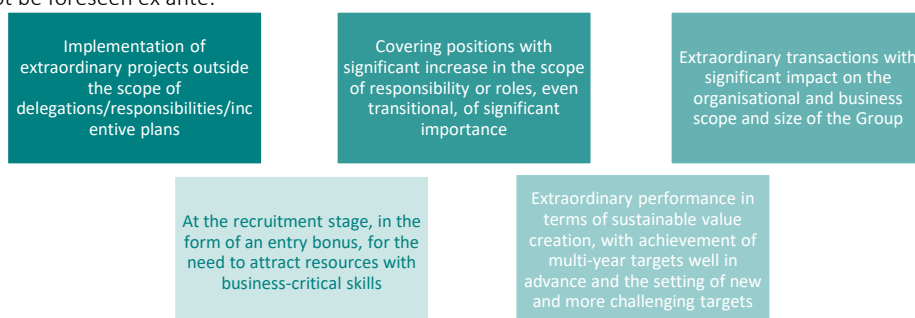 not be foreseen ex ante:
Implementation of
extraordinary projects outside
the scope of
delegations/responsibilities/inc
entive plans
Covering positions with
significant increase in the scope
of responsibility or roles, even
transitional, of significant
importance
Extraordinary transactions with
significant impact on the
organisational and business
scope and size of the Group
At the recruitment stage, in the
form of an entry bonus, for the
need to attract resources with
business-critical skills
Extraordinary performance in
terms of sustainable value
creation, with achievement of
multi-year targets well in
advance and the setting of new
and more challenging targets